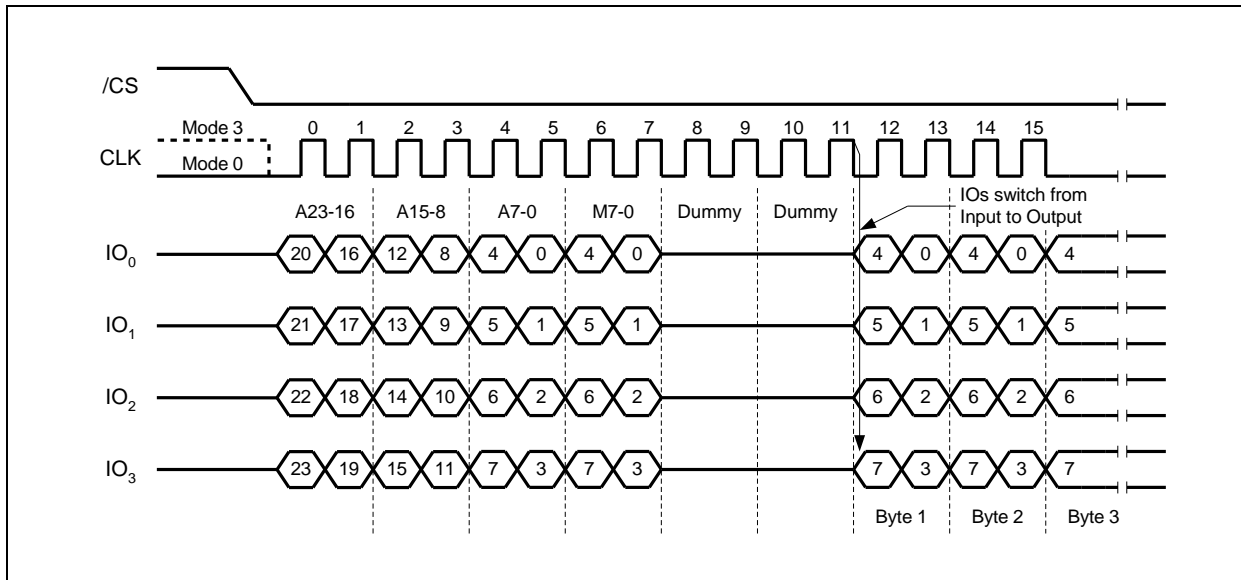 /CS
Mode 3 0 1 2 3 4 5 6 7 8 9 10 11 12 13 14 15
CLK
Mode 0
A23-16 A15-8 A7-0 M7-0 Dummy Dummy
IOs switch from
Input to Output
IO0 20 16 12 8 4 0 4 0 4 0 4 0 4
IO1 21 17 13 9 5 1 5 1 5 1 5 1 5
IO2 22 18 14 10 6 2 6 2 6 2 6 2 6
IO3 23 19 15 11 7 3 7 3 7 3 7 3 7
Byte 1 Byte 2 Byte 3